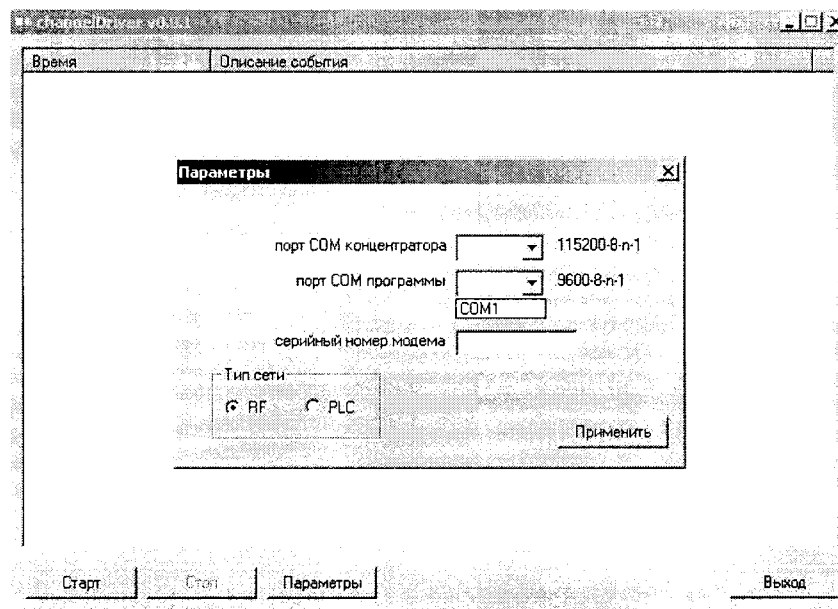 channelDriver v0.0.1
Время Описание события
Параметры
порт COM концентратора 115200-8-n-1
порт COM программы 9600-8-n-1
COM1
серийный номер модема
Тип сети
RF PLC
Применить
Старт Стоп Параметры Выход